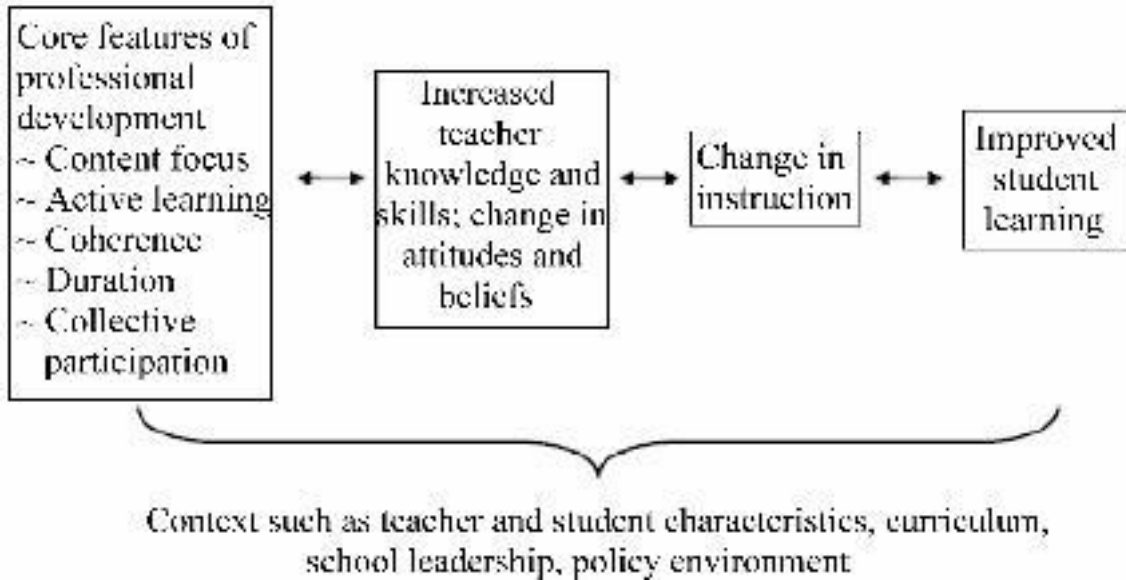 Core features of
professional
development
~ Content focus
~ Active learning
~ Coherence
~ Duration
~ Collective
participation
Increased
teacher
knowledge and
skills; change in
attitudes and
beliefs
Change in
instruction
Improved
student
learning
Context such as teacher and student characteristics, curriculum,
school leadership, policy environment